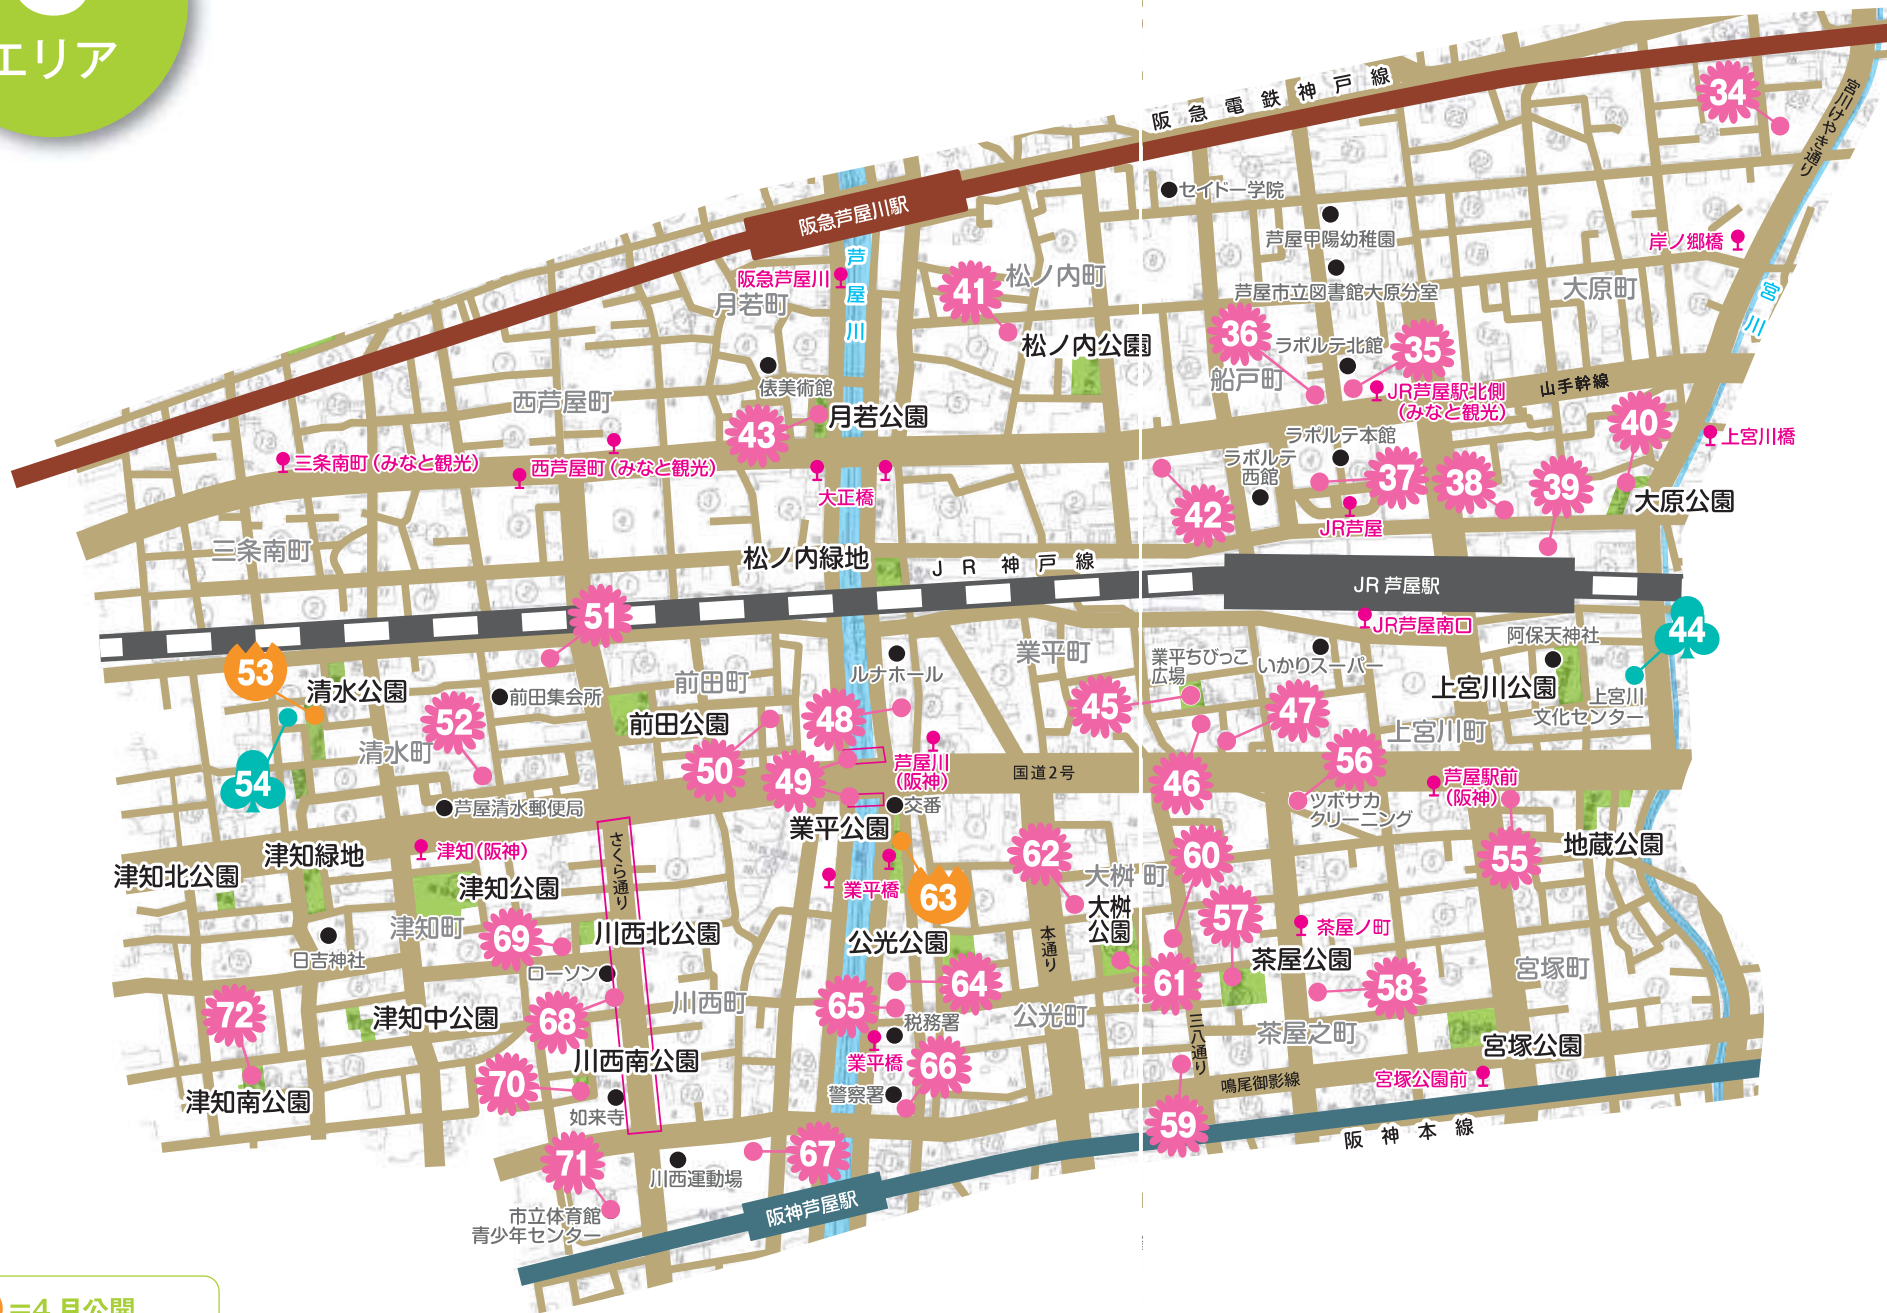 エリア
阪急電鉄神戸線
34
宮川けやき通り
セイドー学院
阪急芦屋川駅
芦屋甲陽幼稚園
岸ノ郷橋
芦屋川
阪急芦屋川
月若町
41
松ノ内町
芦屋市立図書館大原分室
大原町
宮川
36
ラポルテ北館
35
松ノ内公園
俵美術館
船戸町
JR芦屋駅北側
(みなと観光)
山手幹線
西芦屋町
43
月若公園
40
上宮川橋
ラポルテ本館
三条南町(みなと観光)
西芦屋町(みなと観光)
ラポルテ
西館
37
38
39
大正橋
42
JR芦屋
大原公園
三条南町
松ノ内緑地
JR神戸線
JR芦屋駅
51
JR芦屋南口
阿保天神社
44
53
清水公園
前田集会所
前田町
ルナホール
業平町
業平ちびっこ
広場
いかりスーパー
上宮川公園
上宮川
文化センター
52
前田公園
48
45
47
上宮川町
清水町
54
50
49
芦屋川
(阪神)
国道2号
46
56
芦屋駅前
(阪神)
芦屋清水郵便局
交番
ツボサカ
クリーニング
業平公園
さくら通り
津知(阪神)
津知緑地
津知北公園
津知公園
62
60
55
地蔵公園
大桝町
業平橋
63
大桝
公園
57
茶屋ノ町
津知町
69
川西北公園
公光公園
本通り
日吉神社
ローソン
茶屋公園
宮塚町
64
61
58
72
津知中公園
68
川西町
65
税務署
公光町
三八通り
茶屋之町
川西南公園
業平橋
66
宮塚公園
70
警察署
鳴尾御影線
宮塚公園前
津知南公園
如来寺
59
阪神本線
71
川西運動場
67
市立体育館
青少年センター
阪神芦屋駅
=4月公開